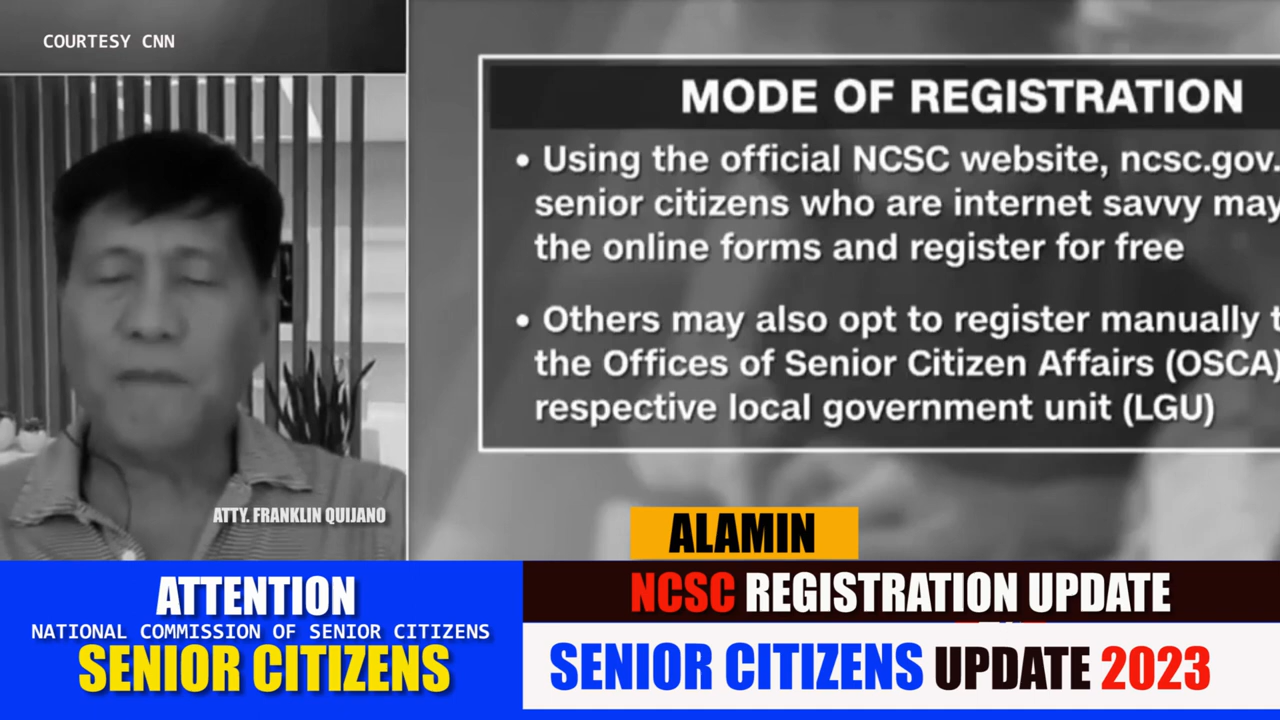 COURTESY CNN
MODE OF REGISTRATION
• Using the official NCSC website, ncsc.gov.
senior citizens who are internet savvy may
the online forms and register for free
• Others may also opt to register manually t
the Offices of Senior Citizen Affairs (OSCA)
respective local government unit (LGU)
ATTY. FRANKLIN QUIJANO
ALAMIN
ATTENTION
NATIONAL COMMISSION OF SENIOR CITIZENS
SENIOR CITIZENS
NCSC REGISTRATION UPDATE
SENIOR CITIZENS UPDATE 2023